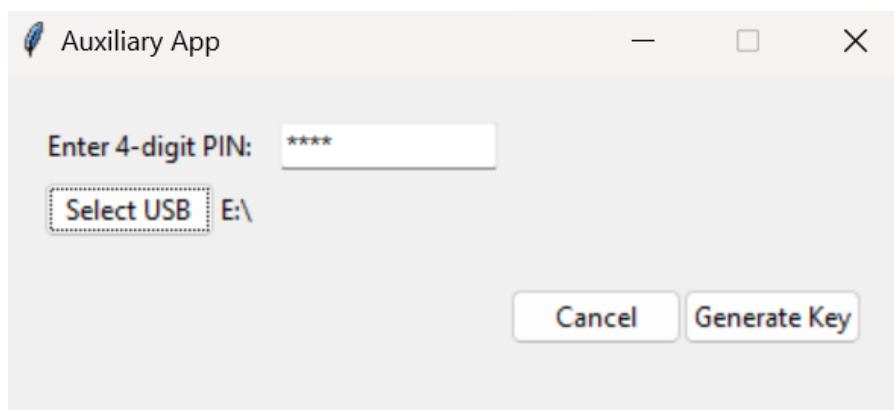 Auxiliary App
Enter 4-digit PIN: ****
Select USB E:\
Cancel Generate Key